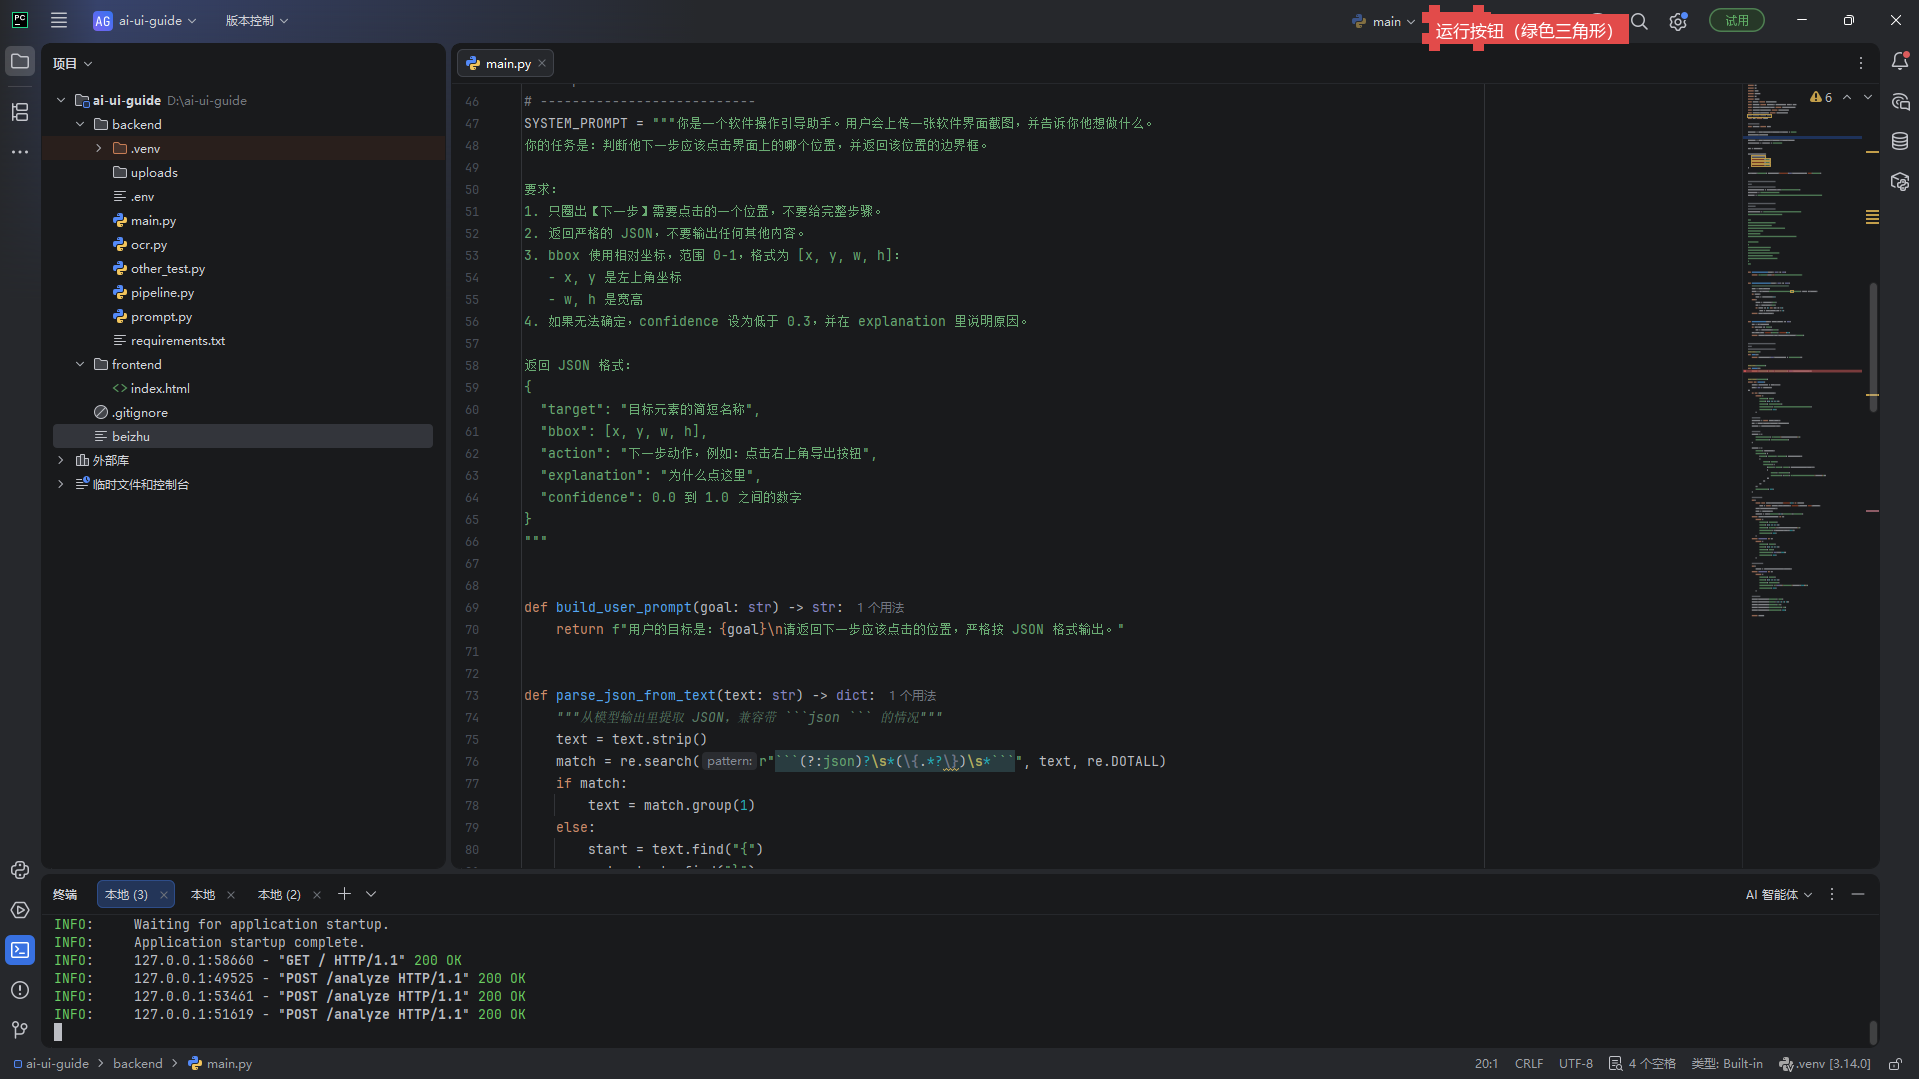 PC
AG ai-ui-guide
版本控制
main
运行按钮（绿色三角形）
试用
项目
main.py
ai-ui-guide D:\ai-ui-guide
backend
.venv
uploads
.env
main.py
ocr.py
other_test.py
pipeline.py
prompt.py
requirements.txt
frontend
<> index.html
.gitignore
beizhu
外部库
临时文件和控制台
6
46 # ---------------------------
47 SYSTEM_PROMPT = """你是一个软件操作引导助手。用户会上传一张软件界面截图，并告诉你他想做什么。
48 你的任务是：判断他下一步应该点击界面上的哪个位置，并返回该位置的边界框。
49
50 要求：
51 1. 只圈出【下一步】需要点击的一个位置，不要给完整步骤。
52 2. 返回严格的 JSON，不要输出任何其他内容。
53 3. bbox 使用相对坐标，范围 0-1，格式为 [x, y, w, h]：
54 - x, y 是左上角坐标
55 - w, h 是宽高
56 4. 如果无法确定，confidence 设为低于 0.3，并在 explanation 里说明原因。
57
58 返回 JSON 格式：
59 {
60 "target": "目标元素的简短名称",
61 "bbox": [x, y, w, h],
62 "action": "下一步动作，例如：点击右上角导出按钮",
63 "explanation": "为什么点这里",
64 "confidence": 0.0 到 1.0 之间的数字
65 }
66 """
67
68
69 def build_user_prompt(goal: str) -> str: 1 个用法
70 return f"用户的目标是：{goal}\n请返回下一步应该点击的位置，严格按 JSON 格式输出。"
71
72
73 def parse_json_from_text(text: str) -> dict: 1 个用法
74 """从模型输出里提取 JSON，兼容带 ```json ``` 的情况"""
75 text = text.strip()
76 match = re.search( pattern: r"```(?:json)?\s*(\{.*?\})\s*```", text, re.DOTALL)
77 if match:
78 text = match.group(1)
79 else:
80 start = text.find("{")
终端
本地 (3)
本地
本地 (2)
AI 智能体
INFO: Waiting for application startup.
INFO: Application startup complete.
INFO: 127.0.0.1:58660 - "GET / HTTP/1.1" 200 OK
INFO: 127.0.0.1:49525 - "POST /analyze HTTP/1.1" 200 OK
INFO: 127.0.0.1:53461 - "POST /analyze HTTP/1.1" 200 OK
INFO: 127.0.0.1:51619 - "POST /analyze HTTP/1.1" 200 OK
ai-ui-guide > backend > main.py
20:1
CRLF
UTF-8
4 个空格
类型: Built-in
.venv [3.14.0]